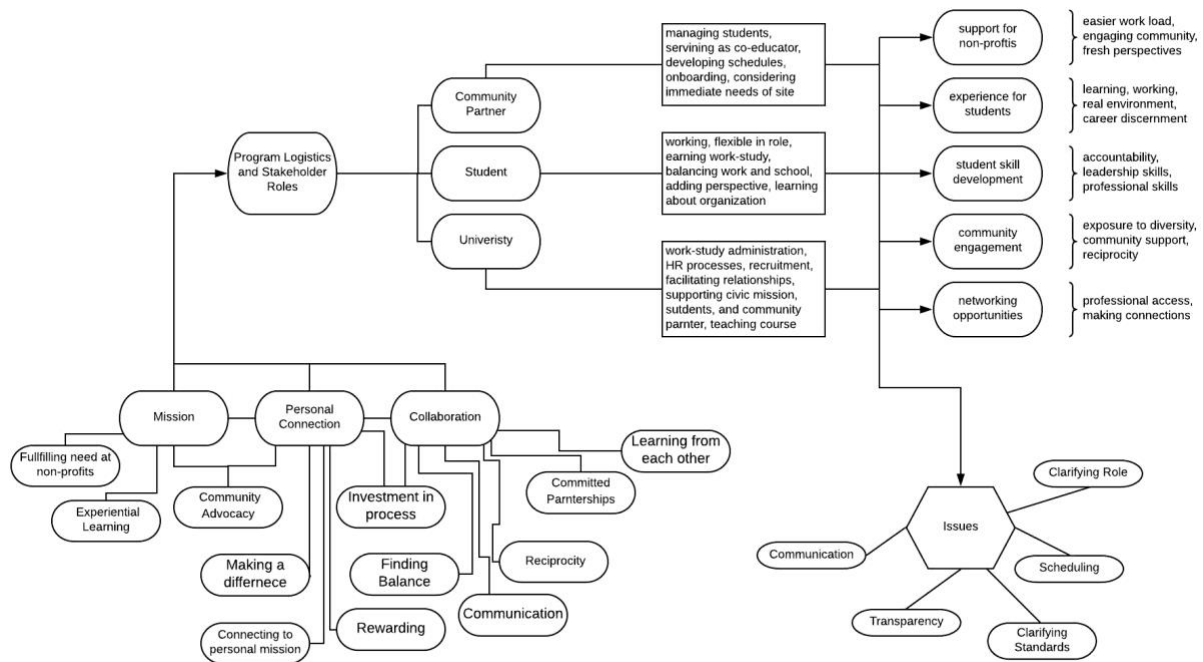 Program Logistics
and Stakeholder
Roles
Community
Partner
Student
Univeristy
managing students,
servining as co-educator,
developing schedules,
onboarding, considering
immediate needs of site
working, flexible in role,
earning work-study,
balancing work and school,
adding perspective, learning
about organization
work-study administration,
HR processes, recruitment,
facilitating relationships,
supporting civic mission,
sutdents, and community
parnter, teaching course
support for
non-proftis
easier work load,
engaging community,
fresh perspectives
experience for
students
learning, working,
real environment,
career discernment
student skill
development
accountability,
leadership skills,
professional skills
community
engagement
exposure to diversity,
community support,
reciprocity
networking
opportunities
professional access,
making connections
Mission
Personal
Connection
Collaboration
Fullfilling need at
non-profits
Experiential
Learning
Community
Advocacy
Making a
differnece
Connecting to
personal mission
Rewarding
Investment in
process
Finding
Balance
Communication
Reciprocity
Committed
Parnterships
Learning from
each other
Issues
Clarifying Role
Communication
Scheduling
Transparency
Clarifying
Standards